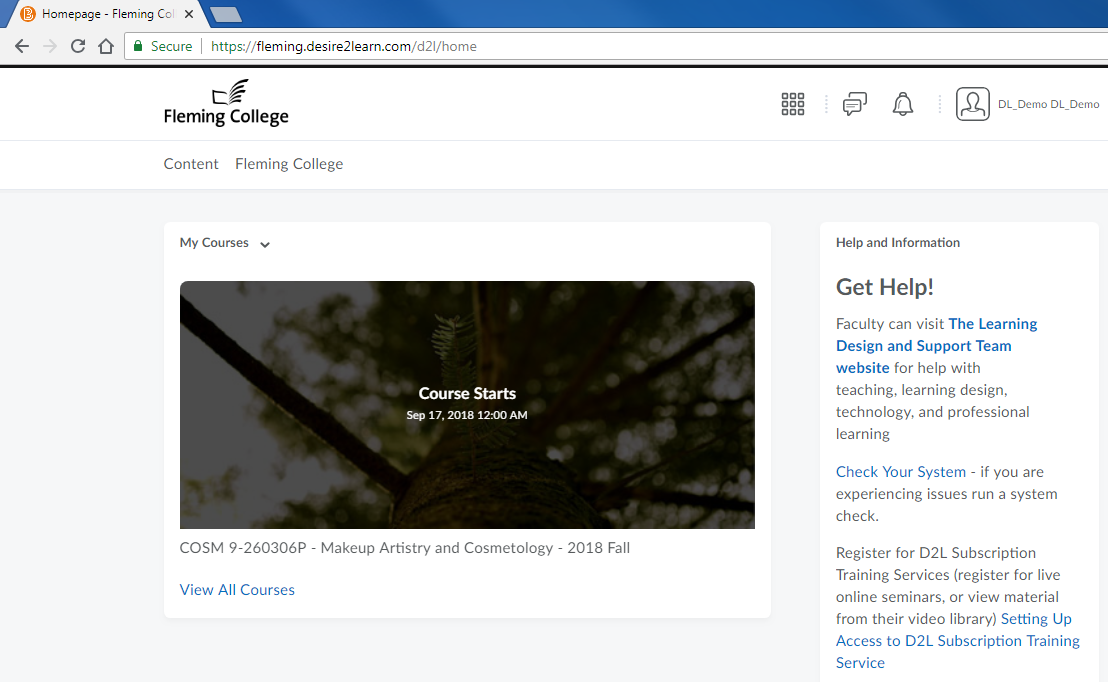 Homepage - Fleming Col
Secure
https://fleming.desire2learn.com/d2l/home
Fleming College
DL_Demo DL_Demo
Content
Fleming College
My Courses
Course Starts
Sep 17, 2018 12:00 AM
COSM 9-260306P - Makeup Artistry and Cosmetology - 2018 Fall
View All Courses
Help and Information
Get Help!
Faculty can visit The Learning
Design and Support Team
website for help with
teaching, learning design,
technology, and professional
learning
Check Your System - if you are
experiencing issues run a system
check.
Register for D2L Subscription
Training Services (register for live
online seminars, or view material
from their video library) Setting Up
Access to D2L Subscription Training
Service